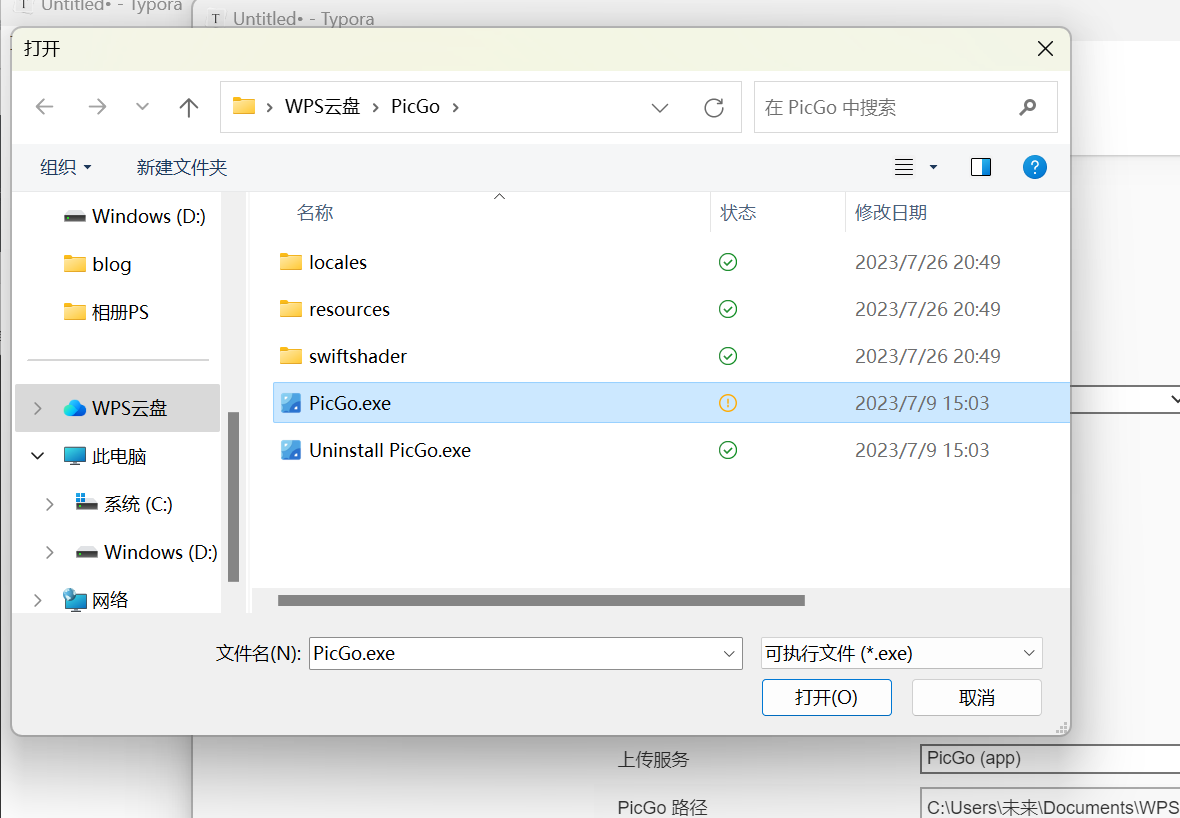 Untitled• - Typora
T Untitled• - Typora
打开
WPS云盘 PicGo
在 PicGo 中搜索
组织 新建文件夹
?
Windows (D:)
blog
相册PS
WPS云盘
此电脑
系统 (C:)
Windows (D:)
网络
名称 状态 修改日期
locales 2023/7/26 20:49
resources 2023/7/26 20:49
swiftshader 2023/7/26 20:49
PicGo.exe 2023/7/9 15:03
Uninstall PicGo.exe 2023/7/9 15:03
文件名(N): PicGo.exe 可执行文件 (*.exe)
打开(O) 取消
上传服务 PicGo (app)
PicGo 路径 C:\Users\未来\Documents\WPS